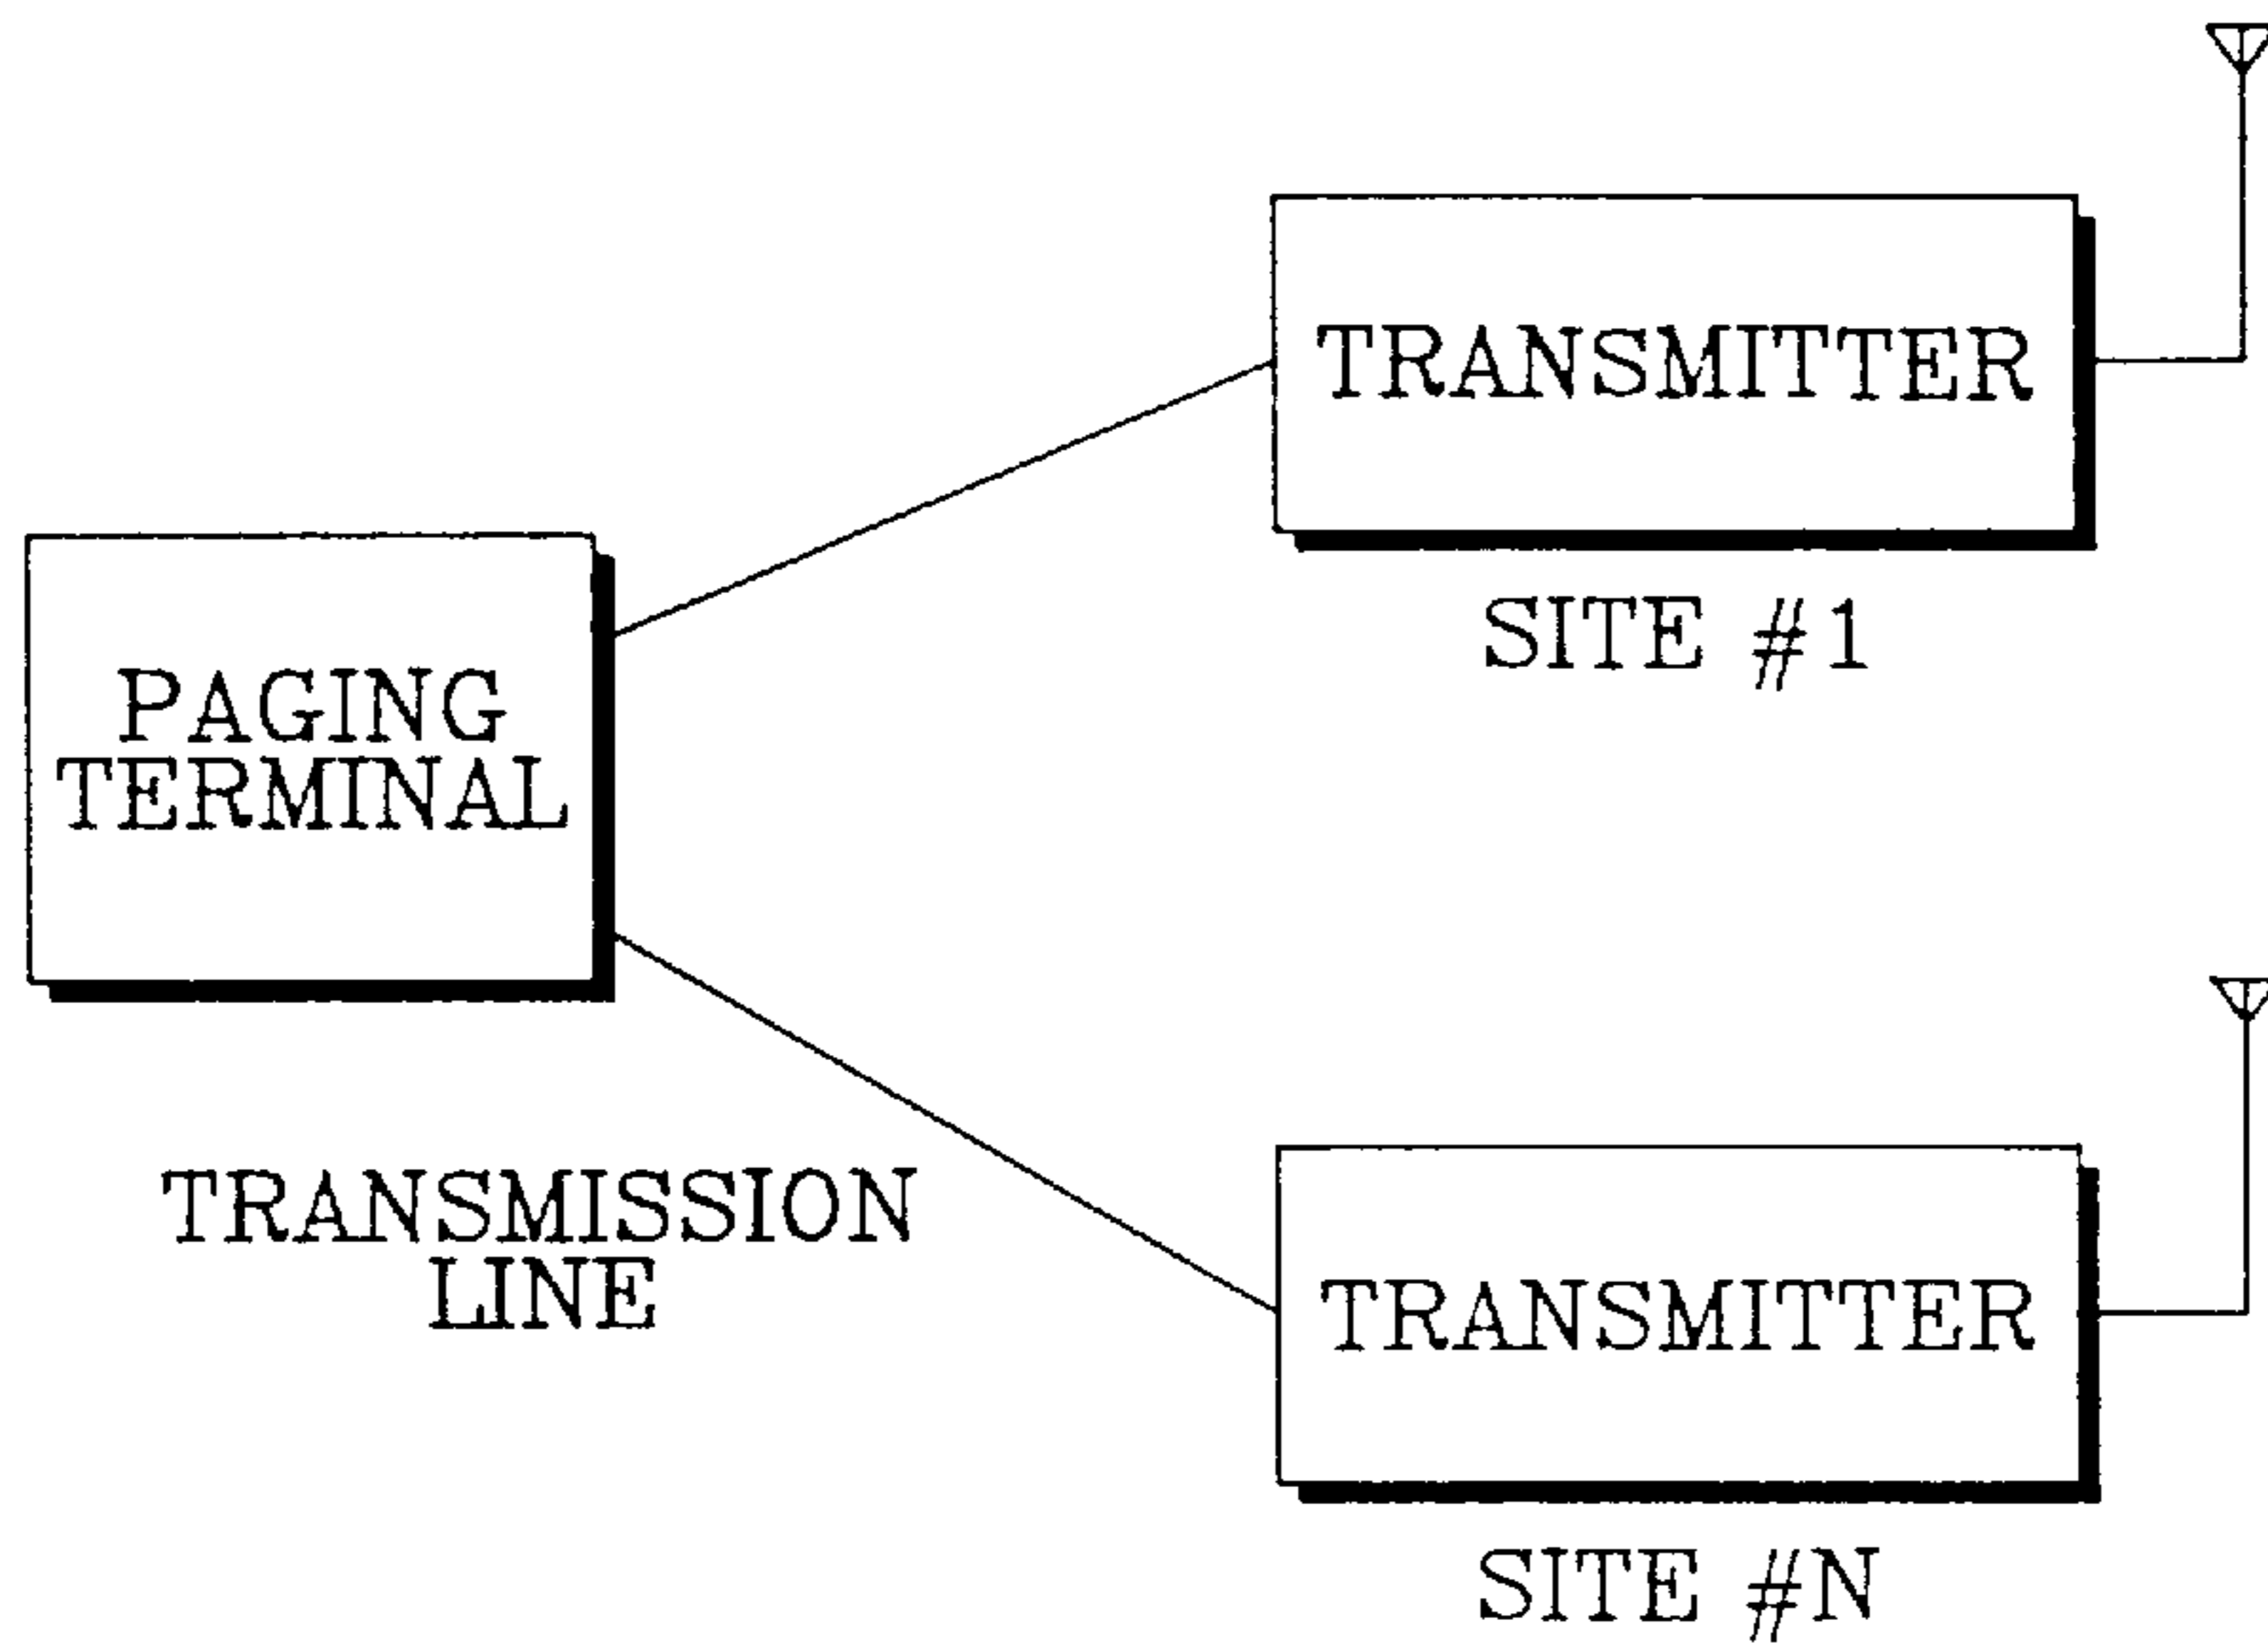 TRANSMITTER
SITE #1
PAGING
TERMINAL
TRANSMISSION
LINE
TRANSMITTER
SITE #N